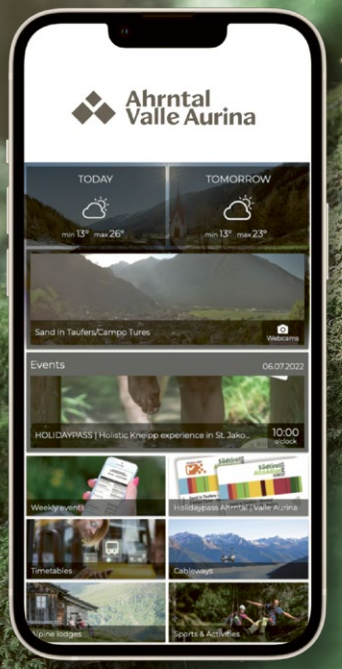 Ahrntal
Valle Aurina
TODAY
TOMORROW
min 13° max 26°
min 13° max 23°
Sand in Taufers/Campo Tures
Webcams
Events
06.07.2022
HOLIDAYPASS | Holistic Kneipp experience in St. Jako...
10:00
o'clock
Weekly events
Holidaypass Ahrntal | Valle Aurina
Timetables
Cableways
Alpine lodges
Sports & Activities